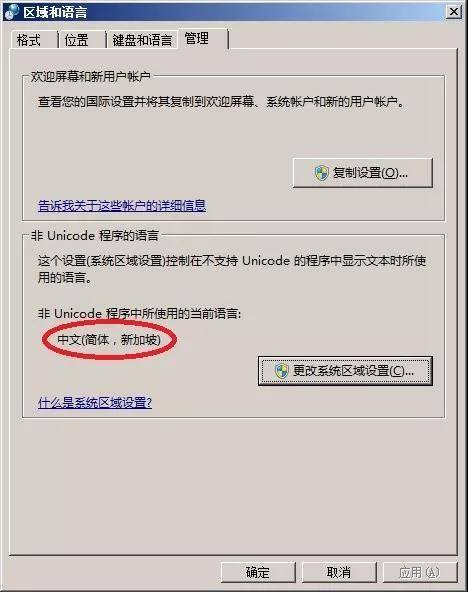 区域和语言
格式 位置 键盘和语言 管理
欢迎屏幕和新用户帐户
查看您的国际设置并将其复制到欢迎屏幕、系统帐户和新的用户帐户。
复制设置(O)...
告诉我关于这些帐户的详细信息
非 Unicode 程序的语言
这个设置(系统区域设置)控制在不支持 Unicode 的程序中显示文本时所使
用的语言。
非 Unicode 程序中所使用的当前语言:
中文(简体，新加坡)
更改系统区域设置(C)...
什么是系统区域设置?
确定 取消 应用(A)